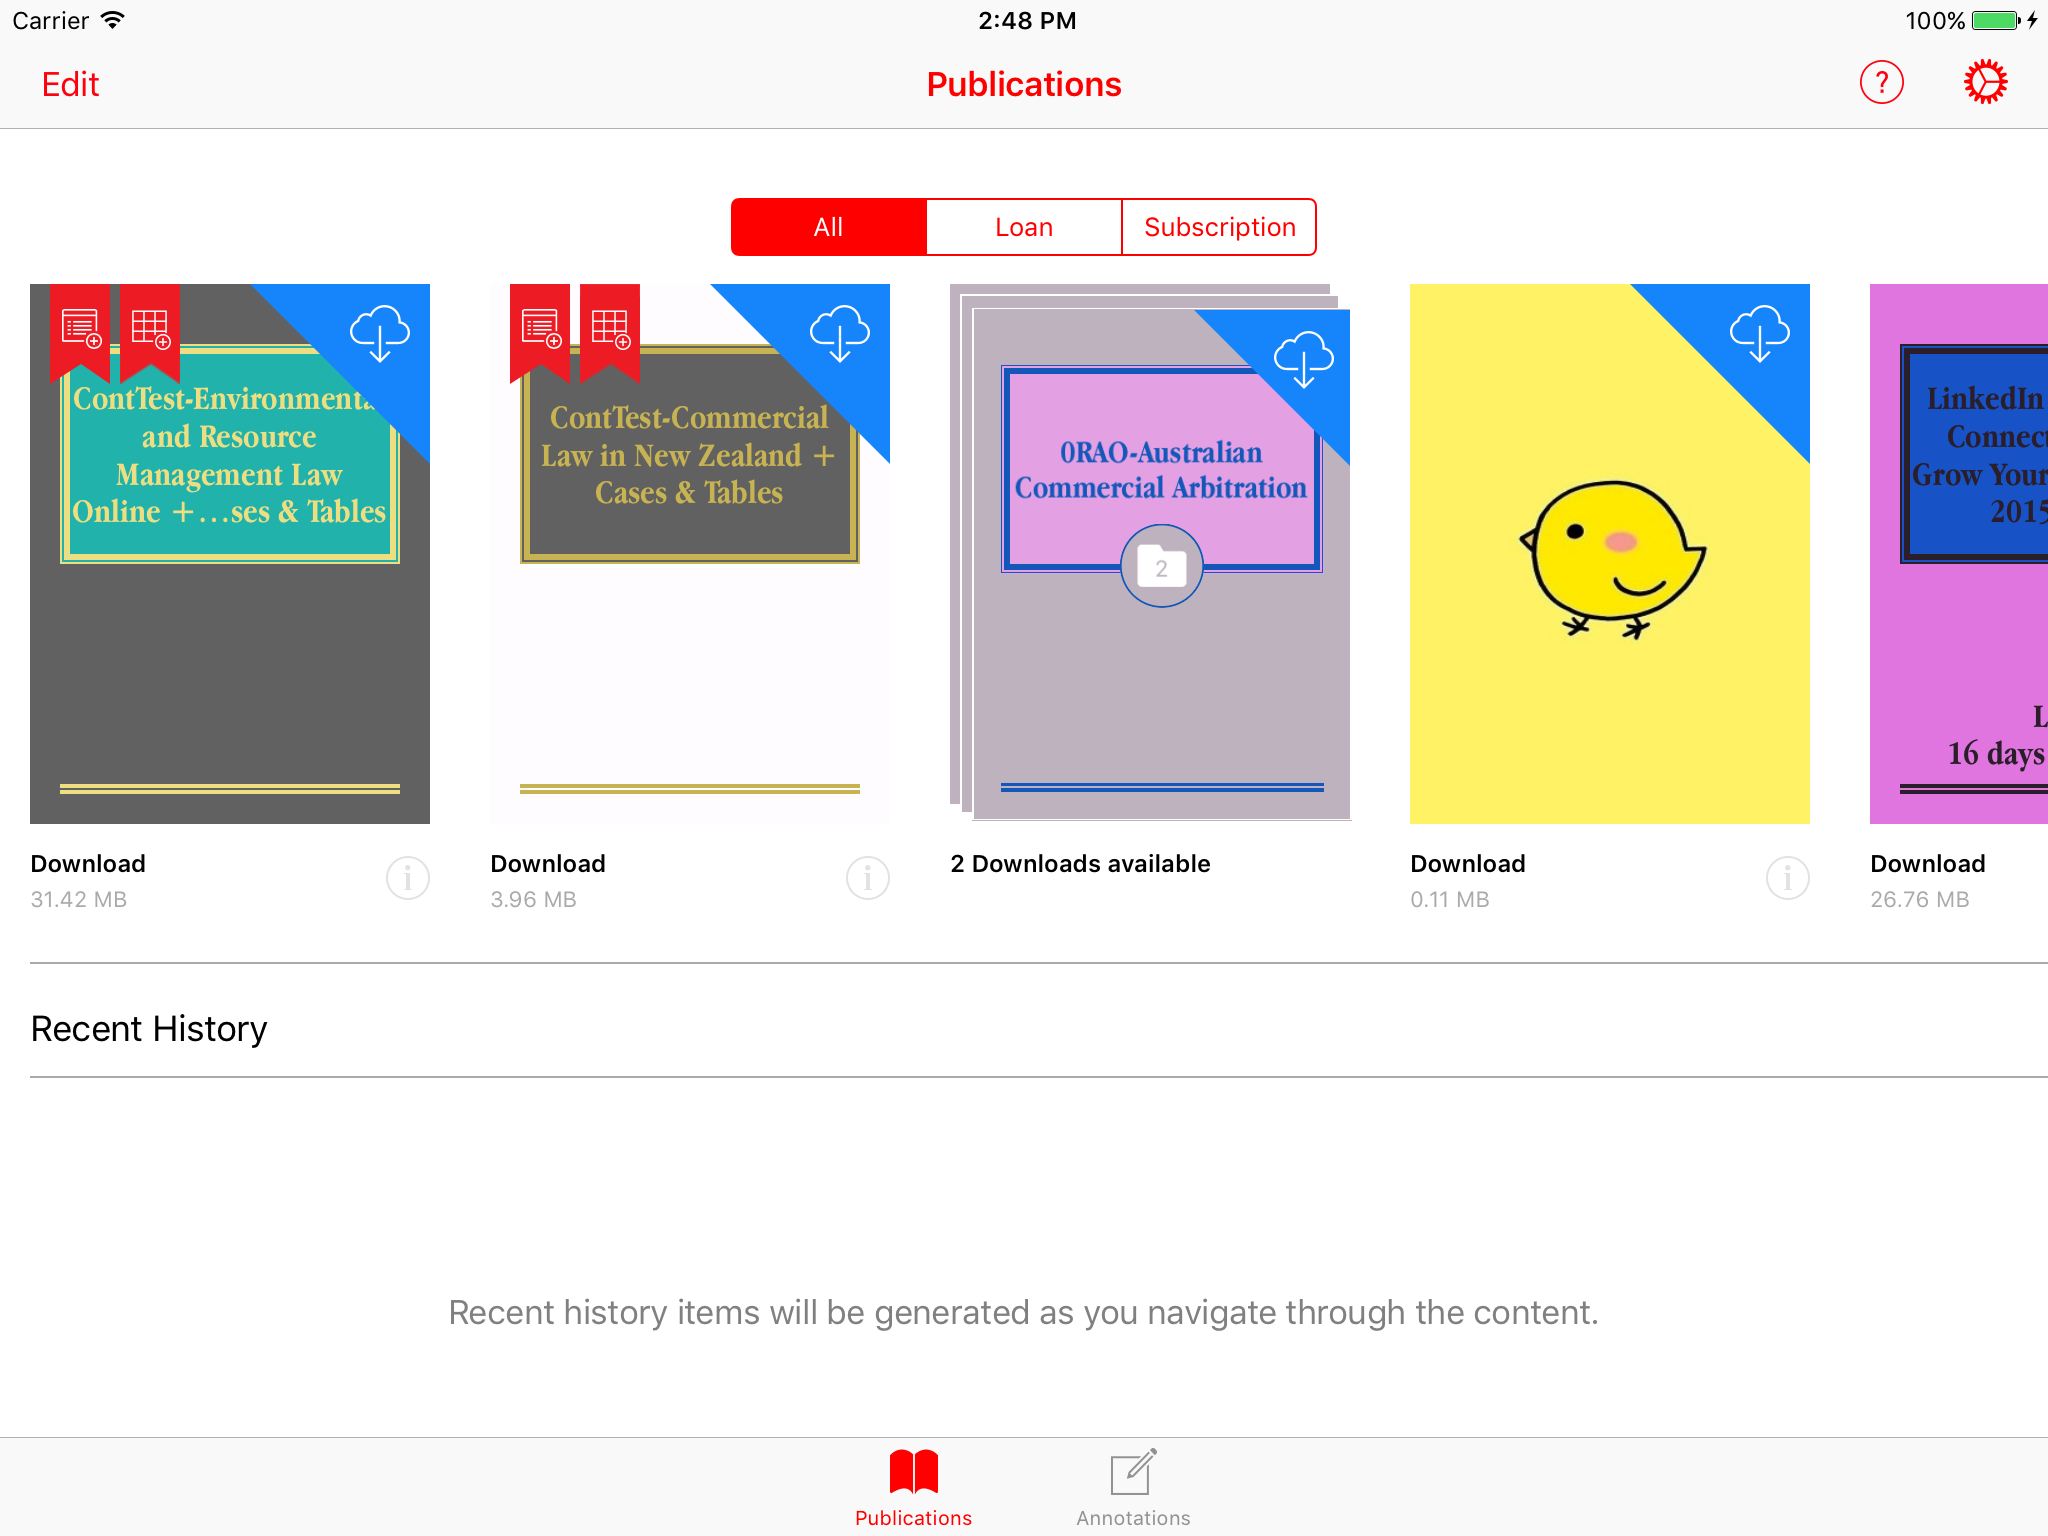 Carrier
2:48 PM
100%
Edit
Publications
?
All
Loan
Subscription
ContTest-Environmenta
and Resource
Management Law
Online +…ses & Tables
ContTest-Commercial
Law in New Zealand +
Cases & Tables
0RAO-Australian
Commercial Arbitration
2
LinkedIn
Connect
Grow Your
2015
L
16 days
Download
31.42 MB
i
Download
3.96 MB
i
2 Downloads available
Download
0.11 MB
i
Download
26.76 MB
Recent History
Recent history items will be generated as you navigate through the content.
Publications
Annotations